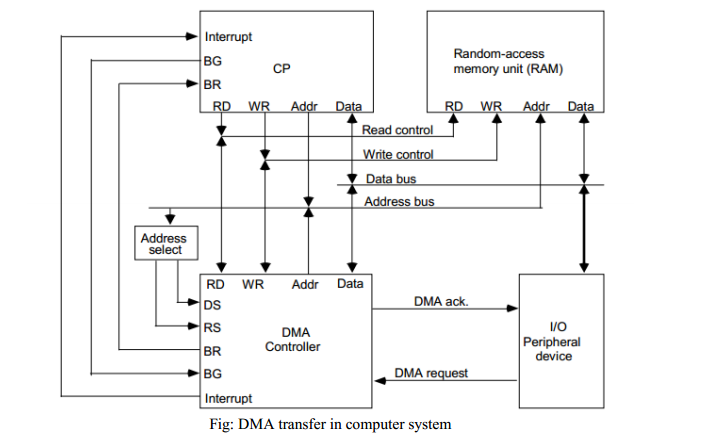 Interrupt
BG
CP
BR
RD WR Addr Data
Random-access
memory unit (RAM)
RD WR Addr Data
Read control
Write control
Data bus
Address bus
Address
select
RD WR Addr Data
DS
RS
BR
BG
Interrupt
DMA
Controller
DMA ack.
DMA request
I/O
Peripheral
device
Fig: DMA transfer in computer system